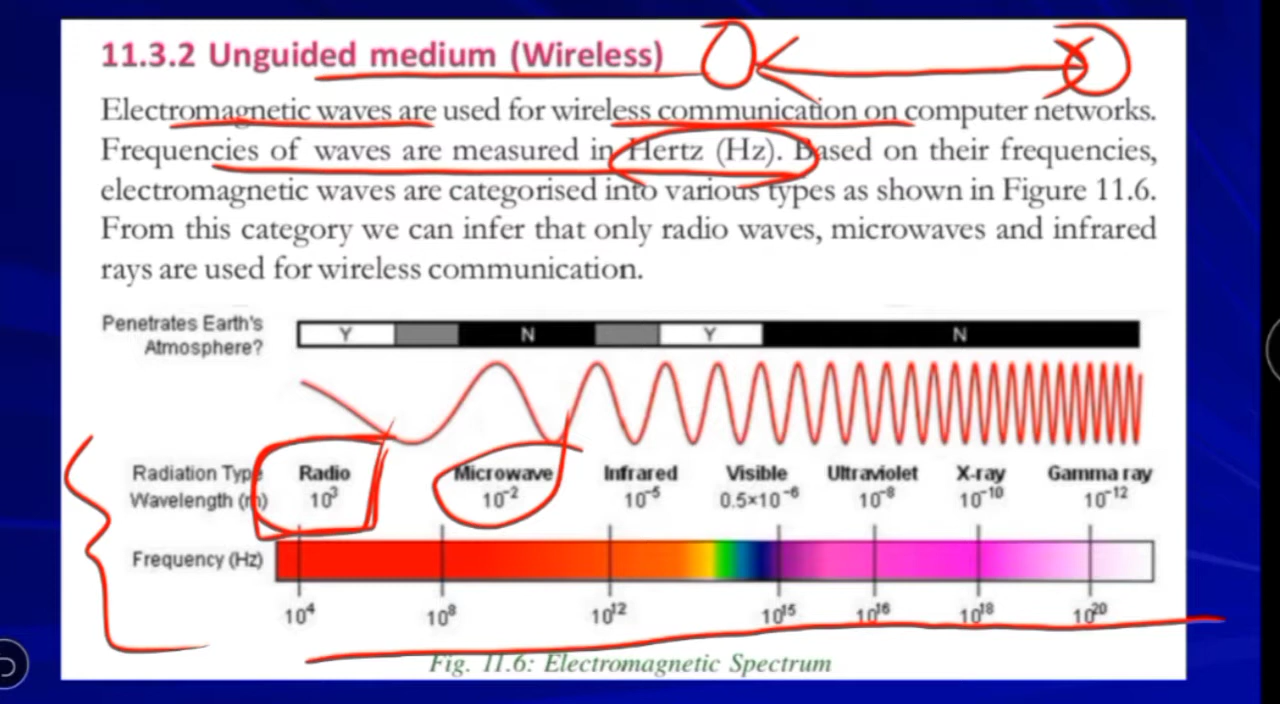 11.3.2 Unguided medium (Wireless)
Electromagnetic waves are used for wireless communication on computer networks.
Frequencies of waves are measured in Hertz (Hz). Based on their frequencies,
electromagnetic waves are categorised into various types as shown in Figure 11.6.
From this category we can infer that only radio waves, microwaves and infrared
rays are used for wireless communication.
Penetrates Earth's
Atmosphere?
Y N Y N
Radiation Type Radio Microwave Infrared Visible Ultraviolet X-ray Gamma ray
Wavelength (m) 10³ 10⁻² 10⁻⁵ 0.5×10⁻⁶ 10⁻⁸ 10⁻¹⁰ 10⁻¹²
Frequency (Hz)
10⁴ 10⁸ 10¹² 10¹⁵ 10¹⁶ 10¹⁸ 10²⁰
Fig. 11.6: Electromagnetic Spectrum